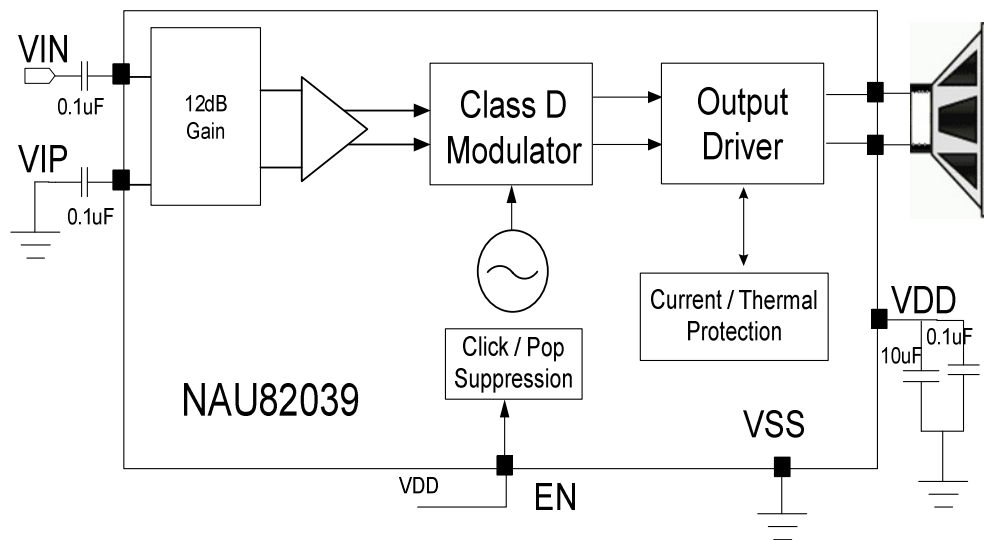 VIN
0.1uF
12dB
Gain
VIP
0.1uF
Class D
Modulator
Output
Driver
Click / Pop
Suppression
Current / Thermal
Protection
VDD
0.1uF
10uF
NAU82039
VSS
VDD
EN